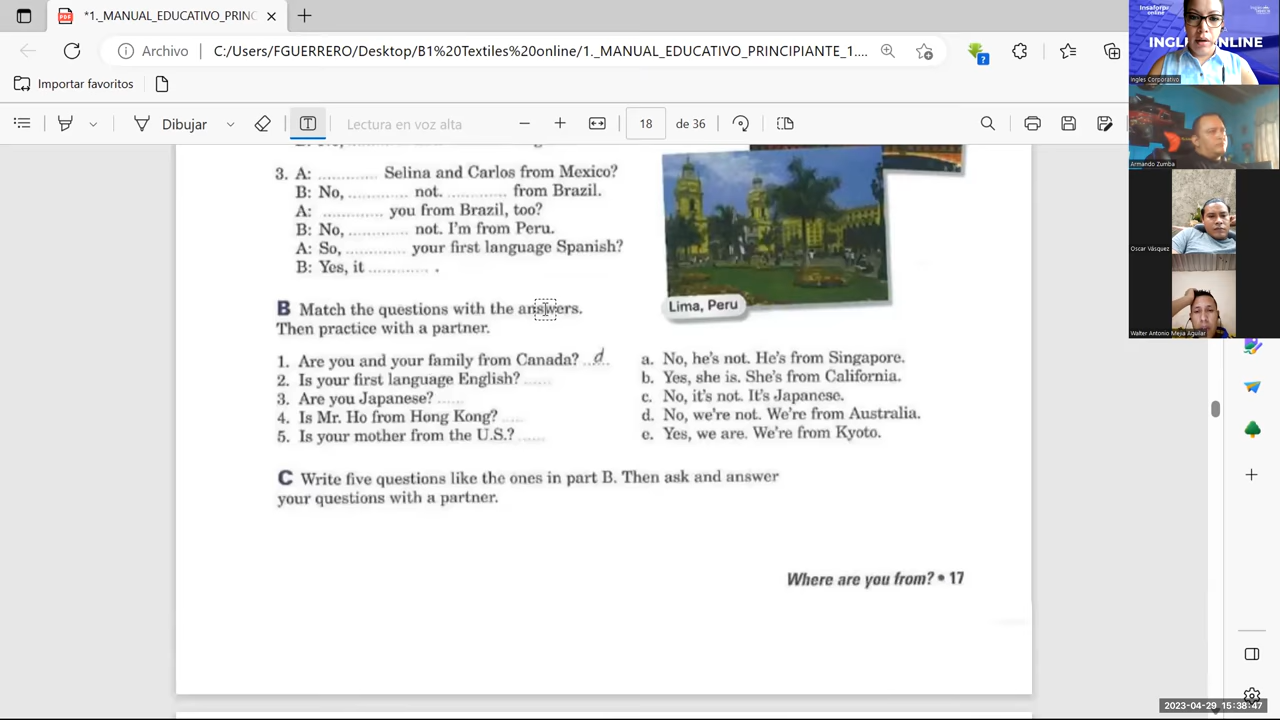 *1_MANUAL_EDUCATIVO_PRINC
Archivo
C:/Users/FGUERRERO/Desktop/B1%20Textiles%20online/1._MANUAL_EDUCATIVO_PRINCIPIANTE_1....
Importar favoritos
Dibujar
Lectura en voz alta
18
de 36
3. A: ............ Selina and Carlos from Mexico?
B: No, ............ not. ............ from Brazil.
A: ............ you from Brazil, too?
B: No, ............ not. I'm from Peru.
A: So, ............ your first language Spanish?
B: Yes, it ............ .
Lima, Peru
B Match the questions with the answers.
Then practice with a partner.
1. Are you and your family from Canada? ...d...
2. Is your first language English? ......
3. Are you Japanese? ......
4. Is Mr. Ho from Hong Kong? ......
5. Is your mother from the U.S.? ......
a. No, he's not. He's from Singapore.
b. Yes, she is. She's from California.
c. No, it's not. It's Japanese.
d. No, we're not. We're from Australia.
e. Yes, we are. We're from Kyoto.
C Write five questions like the ones in part B. Then ask and answer
your questions with a partner.
Where are you from? • 17
Insaforp
online
INGL ONLINE
Ingles Corporativo
Armando Zumba
Oscar Vásquez
Walter Antonio Mejia Aguilar
2023-04-29 15:38:47